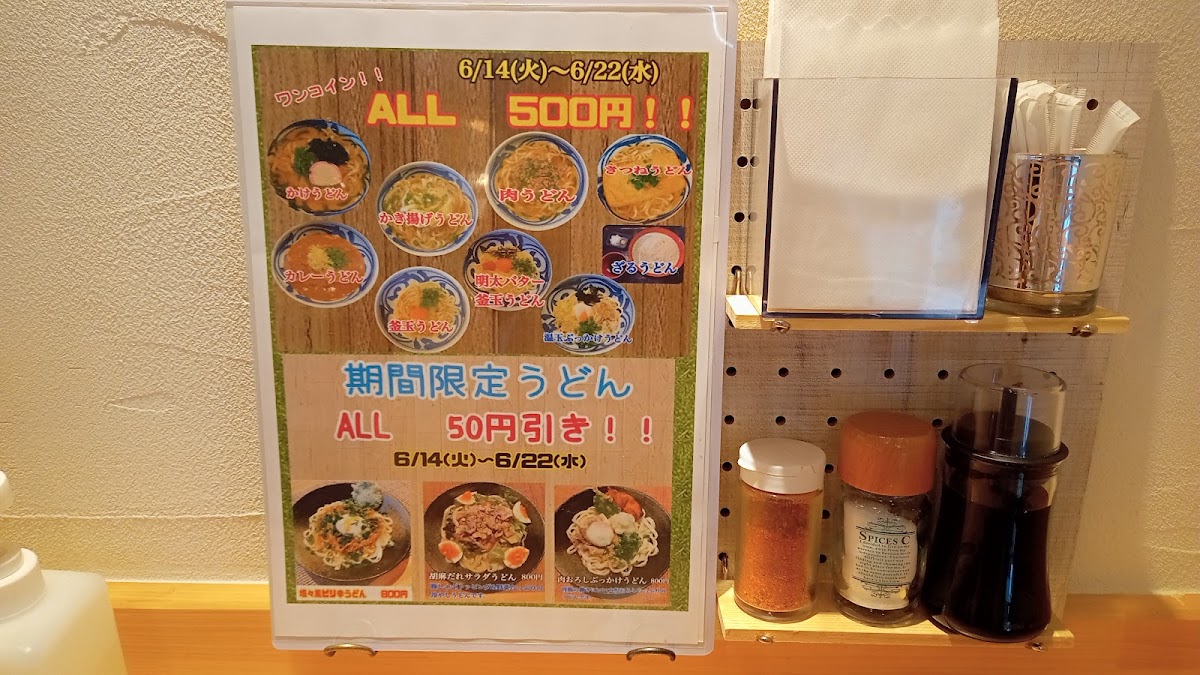 6/14(火)〜6/22(水)
ワンコイン！！
ALL 500円！！
かけうどん
かき揚げうどん
肉うどん
きつねうどん
カレーうどん
釜玉うどん
明太バター
釜玉うどん
ざるうどん
温玉ぶっかけうどん
期間限定うどん
ALL 50円引き！！
6/14(火)〜6/22(水)
800円
胡麻だれサラダうどん 800円
肉おろしぶっかけうどん 800円
SPICES C